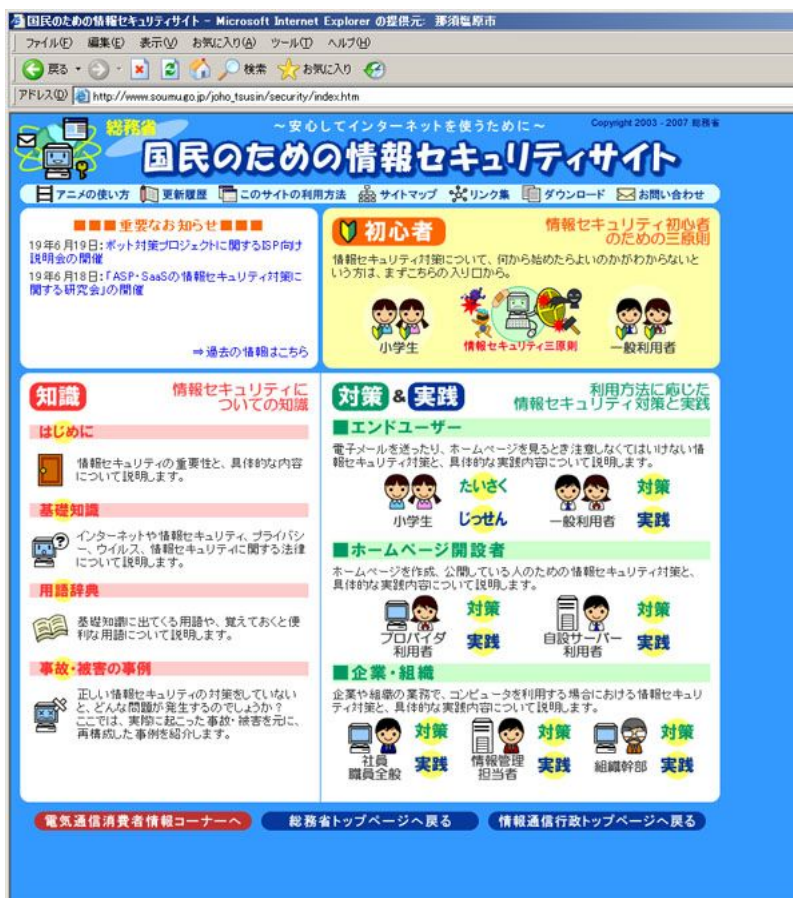 国民のための情報セキュリティサイト - Microsoft Internet Explorer の提供元: 那須塩原市
ファイル(F) 編集(E) 表示(V) お気に入り(A) ツール(T) ヘルプ(H)
戻る 検索 お気に入り
アドレス(D) http://www.soumu.go.jp/joho_tsusin/security/index.htm
総務省 ～安心してインターネットを使うために～ Copyright 2003 - 2007 総務省
国民のための情報セキュリティサイト
アニメの使い方 更新履歴 このサイトの利用方法 サイトマップ リンク集 ダウンロード お問い合わせ
■■■重要なお知らせ■■■
19年6月19日:ボット対策プロジェクトに関するISP向け
説明会の開催
19年6月18日:「ASP・SaaSの情報セキュリティ対策に
関する研究会」の開催
⇒過去の情報はこちら
初心者
情報セキュリティ初心者
のための三原則
情報セキュリティ対策について、何から始めたらよいのかがわからないと
いう方は、まずこちらの入り口から。
小学生 情報セキュリティ三原則 一般利用者
知識
情報セキュリティに
ついての知識
はじめに
情報セキュリティの重要性と、具体的な内容
について説明します。
基礎知識
インターネットや情報セキュリティ、プライバシ
ー、ウイルス、情報セキュリティに関する法律
について説明します。
用語辞典
基礎知識に出てくる用語や、覚えておくと便
利な用語について説明します。
事故・被害の事例
正しい情報セキュリティの対策をしていない
と、どんな問題が発生するのでしょうか?
ここでは、実際に起こった事故・被害を元に、
再構成した事例を紹介します。
対策&実践
利用方法に応じた
情報セキュリティ対策と実践
■エンドユーザー
電子メールを送ったり、ホームページを見るとき注意しなくてはいけない情
報セキュリティ対策と、具体的な実践内容について説明します。
たいさく 対策
小学生 じっせん 一般利用者 実践
■ホームページ開設者
ホームページを作成、公開している人のための情報セキュリティ対策と、
具体的な実践内容について説明します。
対策 対策
プロバイダ
利用者 実践 自設サーバー
利用者 実践
■企業・組織
企業や組織の業務で、コンピュータを利用する場合における情報セキュリ
ティ対策と、具体的な実践内容について説明します。
対策 対策 対策
社員
職員全般 実践 情報管理
担当者 実践 組織幹部 実践
電気通信消費者情報コーナーへ 総務省トップページへ戻る 情報通信行政トップページへ戻る